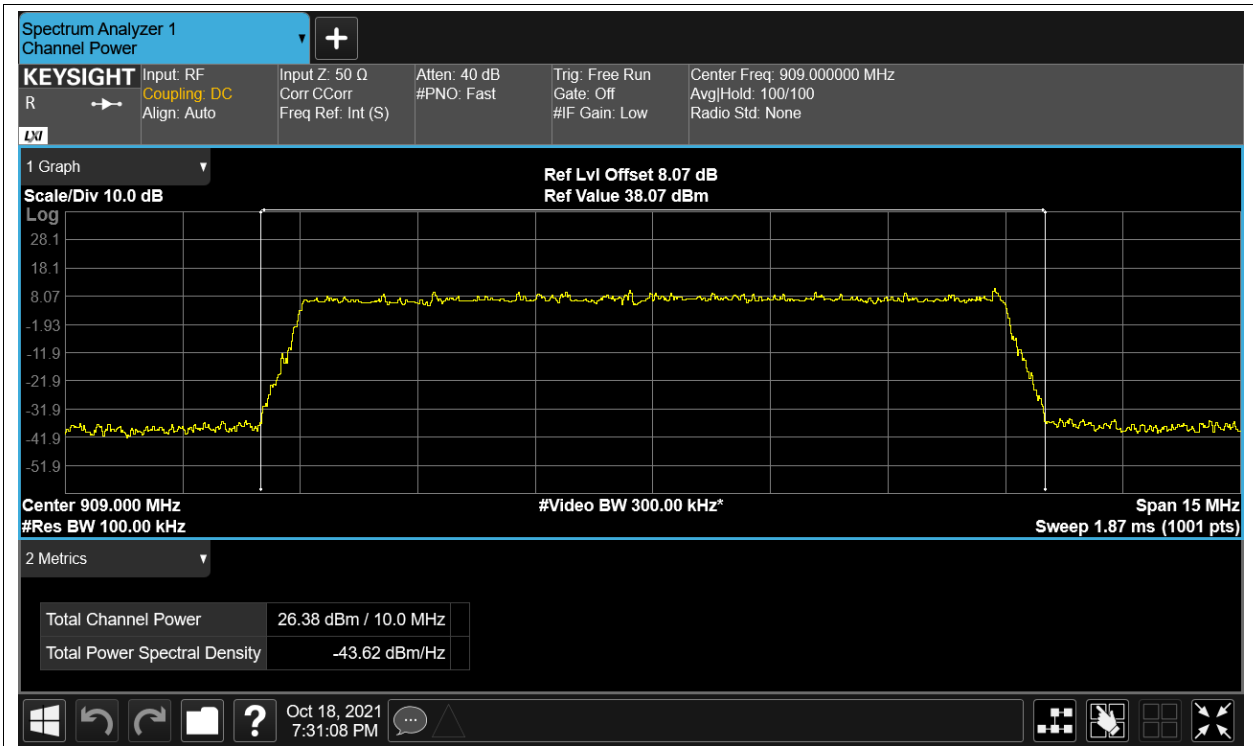 Spectrum Analyzer 1
Channel Power
KEYSIGHT Input: RF Input Z: 50 Ω Atten: 40 dB Trig: Free Run Center Freq: 909.000000 MHz
R Coupling: DC Corr CCorr #PNO: Fast Gate: Off Avg|Hold: 100/100
Align: Auto Freq Ref: Int (S) #IF Gain: Low Radio Std: None
LXI
1 Graph
Ref Lvl Offset 8.07 dB
Scale/Div 10.0 dB Ref Value 38.07 dBm
Log
28.1
18.1
8.07
-1.93
-11.9
-21.9
-31.9
-41.9
-51.9
Center 909.000 MHz #Video BW 300.00 kHz* Span 15 MHz
#Res BW 100.00 kHz Sweep 1.87 ms (1001 pts)
2 Metrics
Total Channel Power 26.38 dBm / 10.0 MHz
Total Power Spectral Density -43.62 dBm/Hz
? Oct 18, 2021
7:31:08 PM